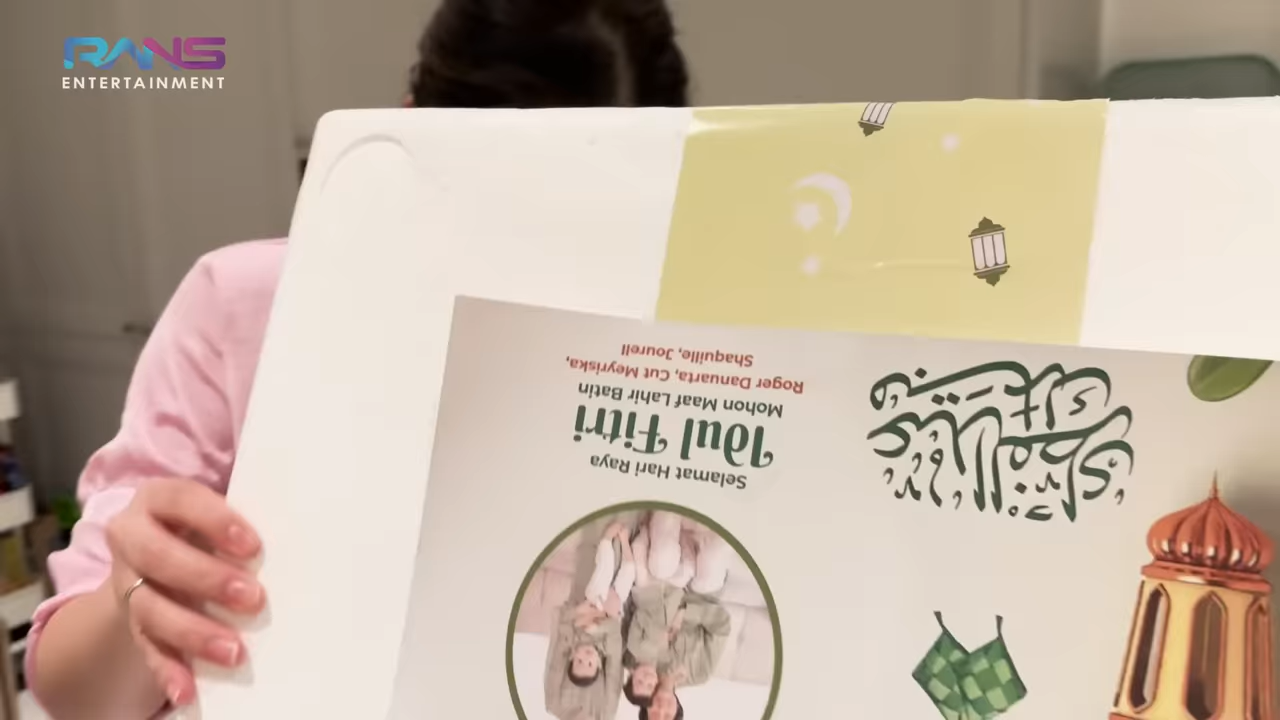 RANS
ENTERTAINMENT
Selamat Hari Raya
Idul Fitri
Mohon Maaf Lahir Batin
Roger Danuarta, Cut Meyriska,
Shaquille, Jourell